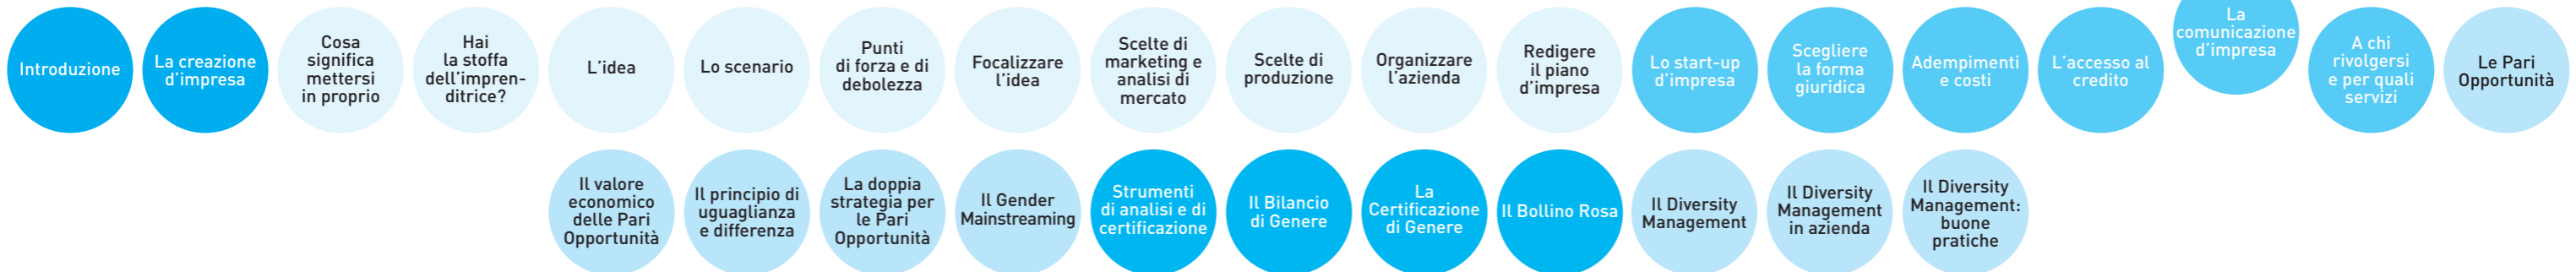 Introduzione
La creazione
d'impresa
Cosa
significa
mettersi
in proprio
Hai
la stoffa
dell'impren-
ditrice?
L'idea
Lo scenario
Punti
di forza e di
debolezza
Focalizzare
l'idea
Scelte di
marketing e
analisi di
mercato
Scelte di
produzione
Organizzare
l'azienda
Redigere
il piano
d'impresa
Lo start-up
d'impresa
Scegliere
la forma
giuridica
Adempimenti
e costi
L'accesso al
credito
La
comunicazione
d'impresa
A chi
rivolgersi
e per quali
servizi
Le Pari
Opportunità
Il valore
economico
delle Pari
Opportunità
Il principio di
uguaglianza
e differenza
La doppia
strategia per
le Pari
Opportunità
Il Gender
Mainstreaming
Strumenti
di analisi e di
certificazione
Il Bilancio
di Genere
La
Certificazione
di Genere
Il Bollino Rosa
Il Diversity
Management
Il Diversity
Management
in azienda
Il Diversity
Management:
buone
pratiche